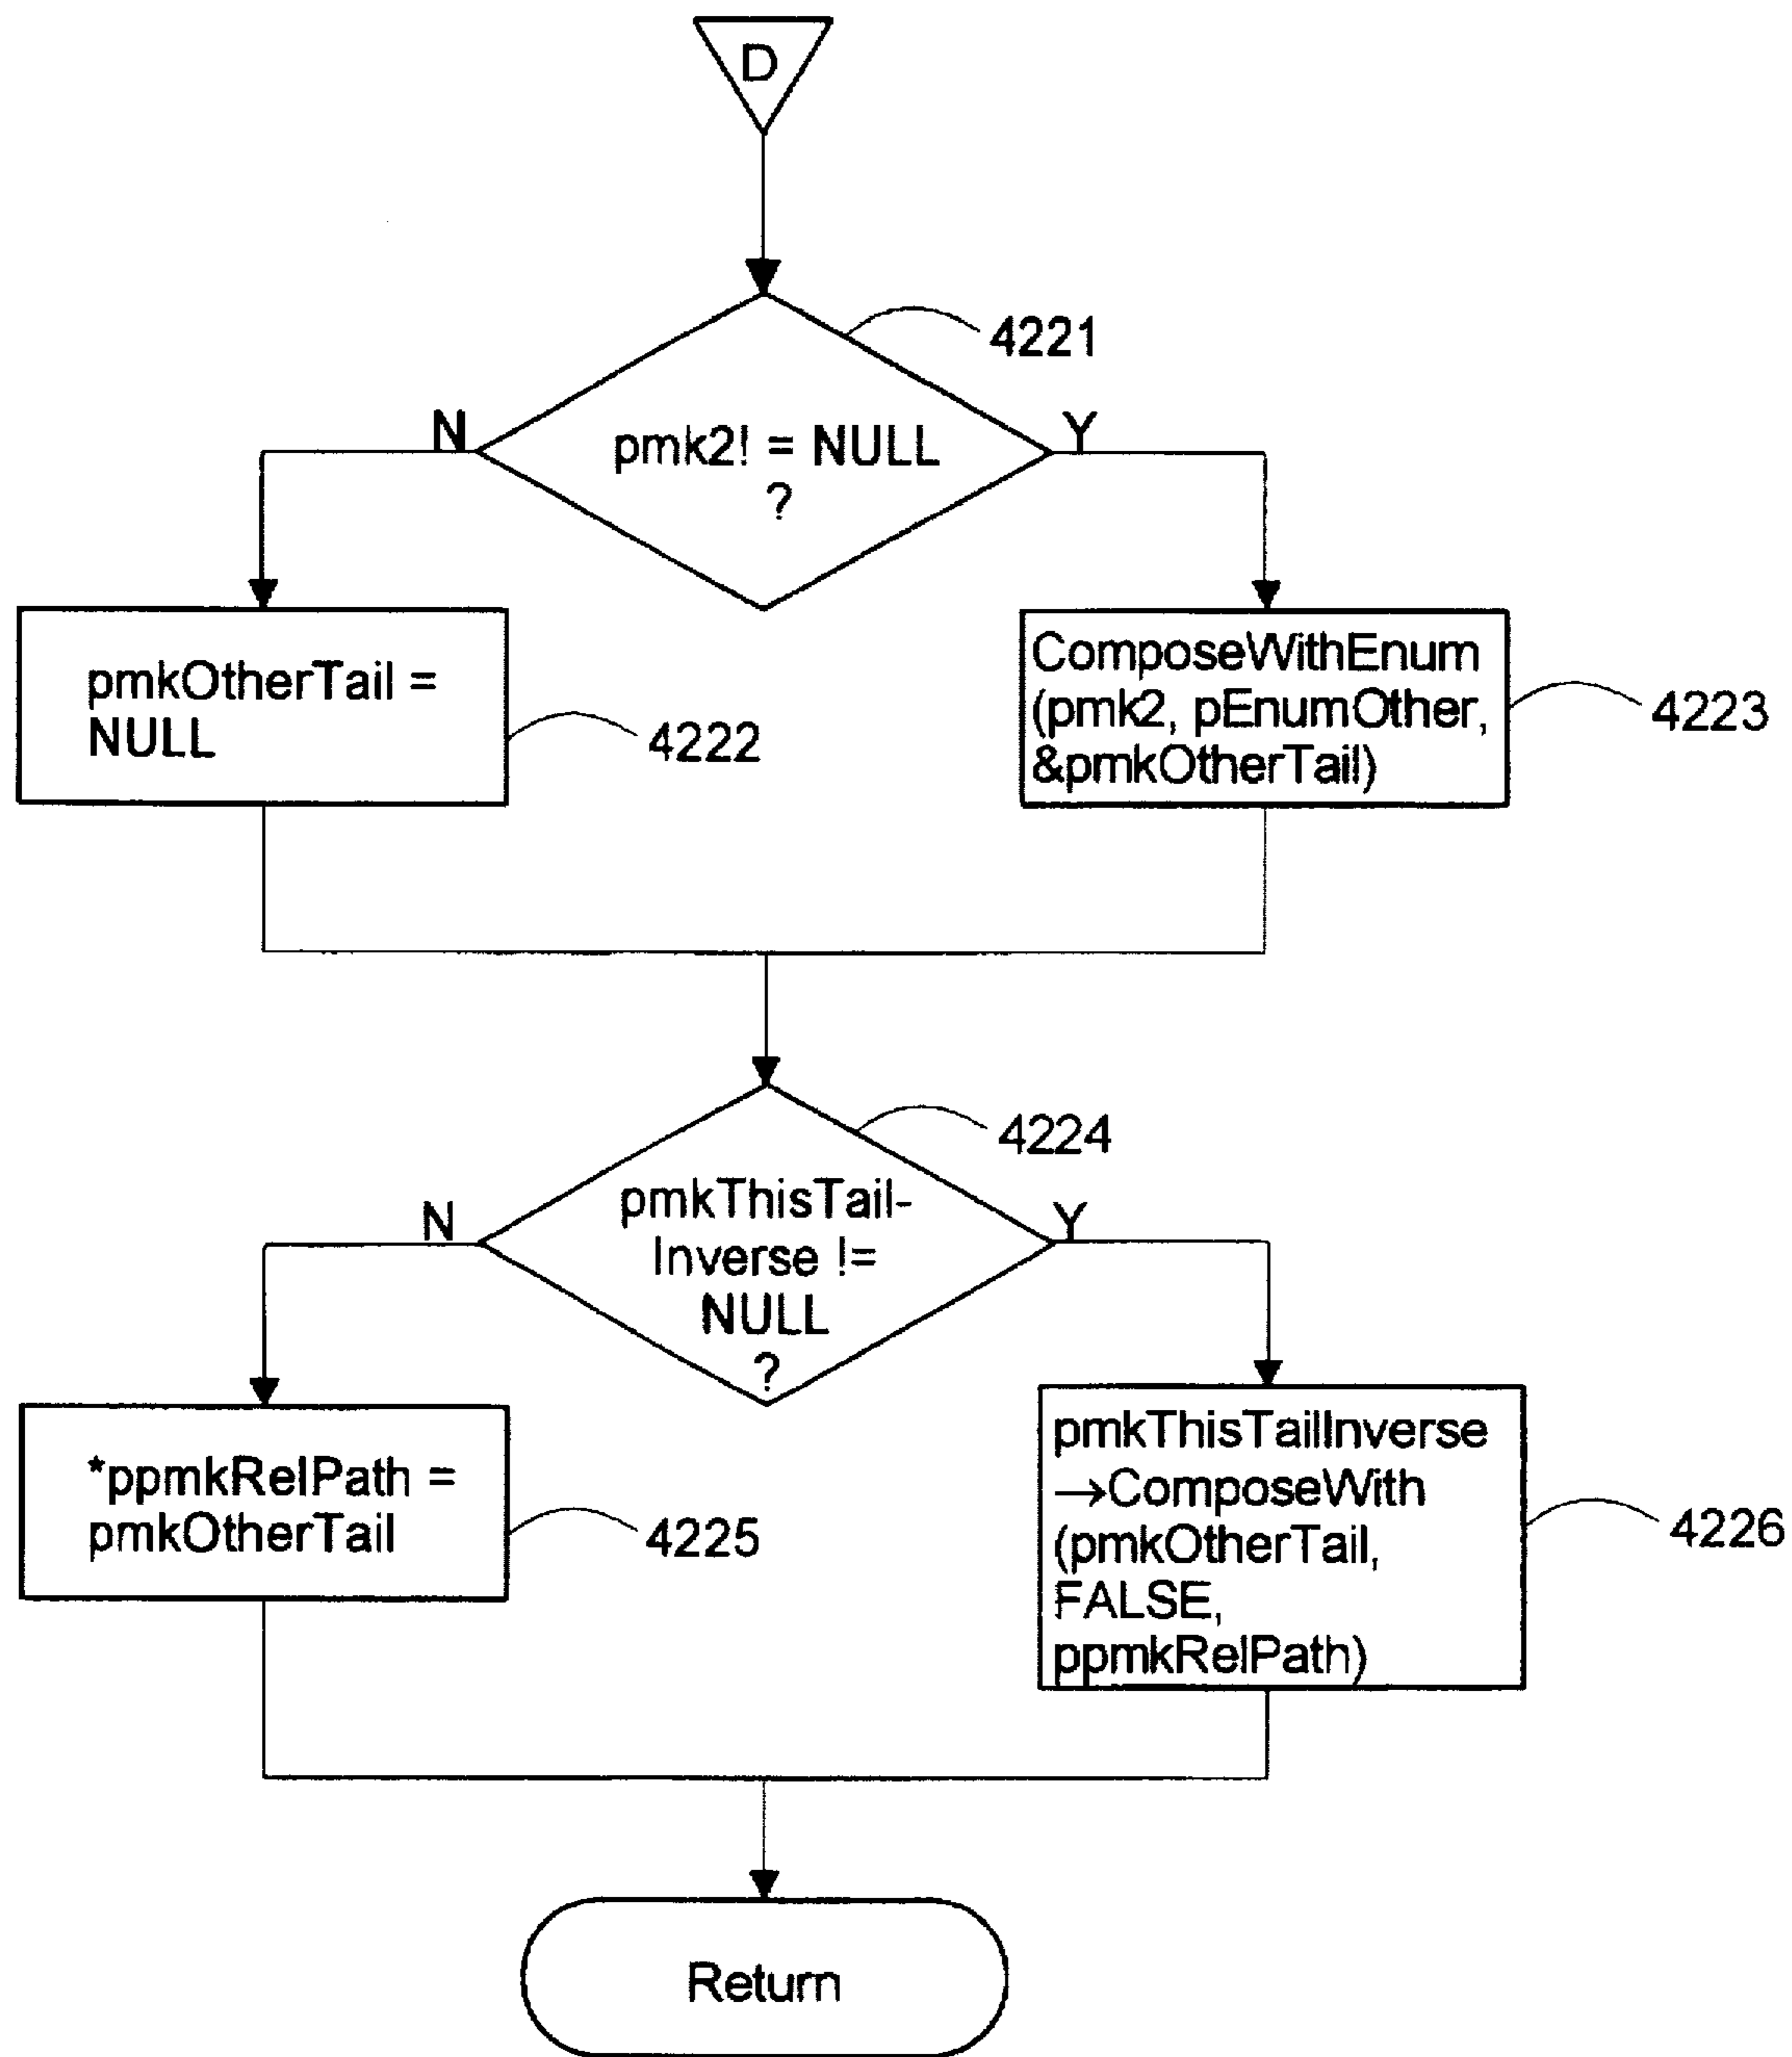 D
4221
N
Y
pmk2! = NULL
?
pmkOtherTail =
NULL
4222
ComposeWithEnum
(pmk2, pEnumOther,
&pmkOtherTail)
4223
4224
N
Y
pmkThisTail-
Inverse !=
NULL
?
*ppmkRelPath =
pmkOtherTail
4225
pmkThisTailInverse
→ComposeWith
(pmkOtherTail,
FALSE,
ppmkRelPath)
4226
Return